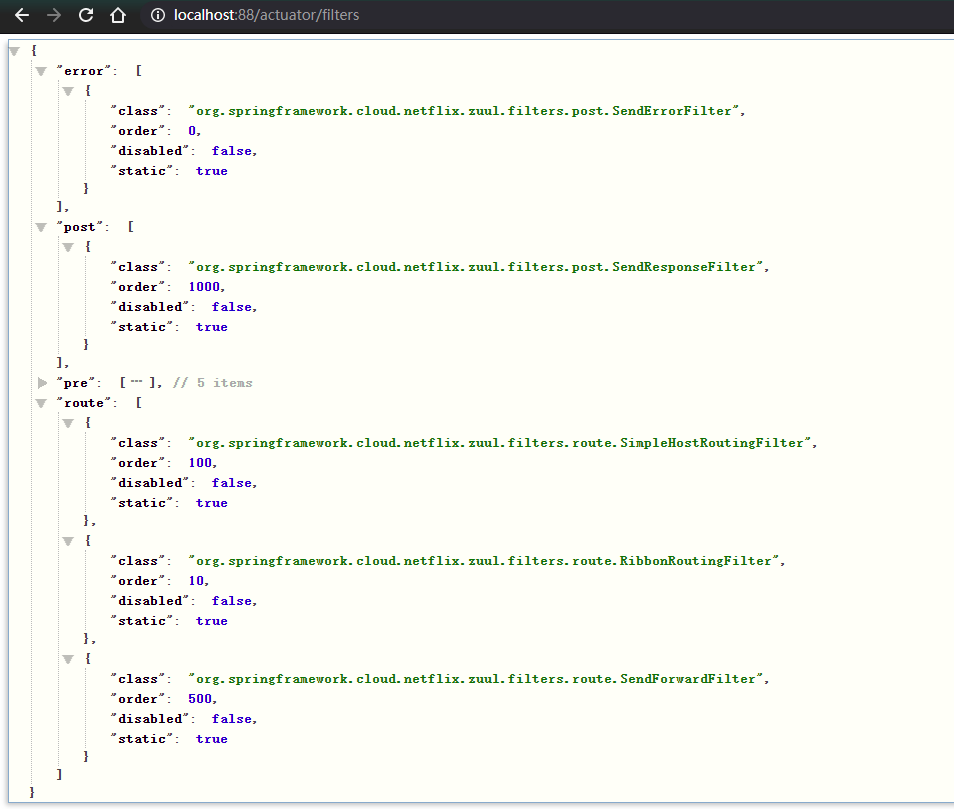 localhost:88/actuator/filters
{
"error": [
{
"class": "org.springframework.cloud.netflix.zuul.filters.post.SendErrorFilter",
"order": 0,
"disabled": false,
"static": true
}
],
"post": [
{
"class": "org.springframework.cloud.netflix.zuul.filters.post.SendResponseFilter",
"order": 1000,
"disabled": false,
"static": true
}
],
"pre": [ ··· ], // 5 items
"route": [
{
"class": "org.springframework.cloud.netflix.zuul.filters.route.SimpleHostRoutingFilter",
"order": 100,
"disabled": false,
"static": true
},
{
"class": "org.springframework.cloud.netflix.zuul.filters.route.RibbonRoutingFilter",
"order": 10,
"disabled": false,
"static": true
},
{
"class": "org.springframework.cloud.netflix.zuul.filters.route.SendForwardFilter",
"order": 500,
"disabled": false,
"static": true
}
]
}